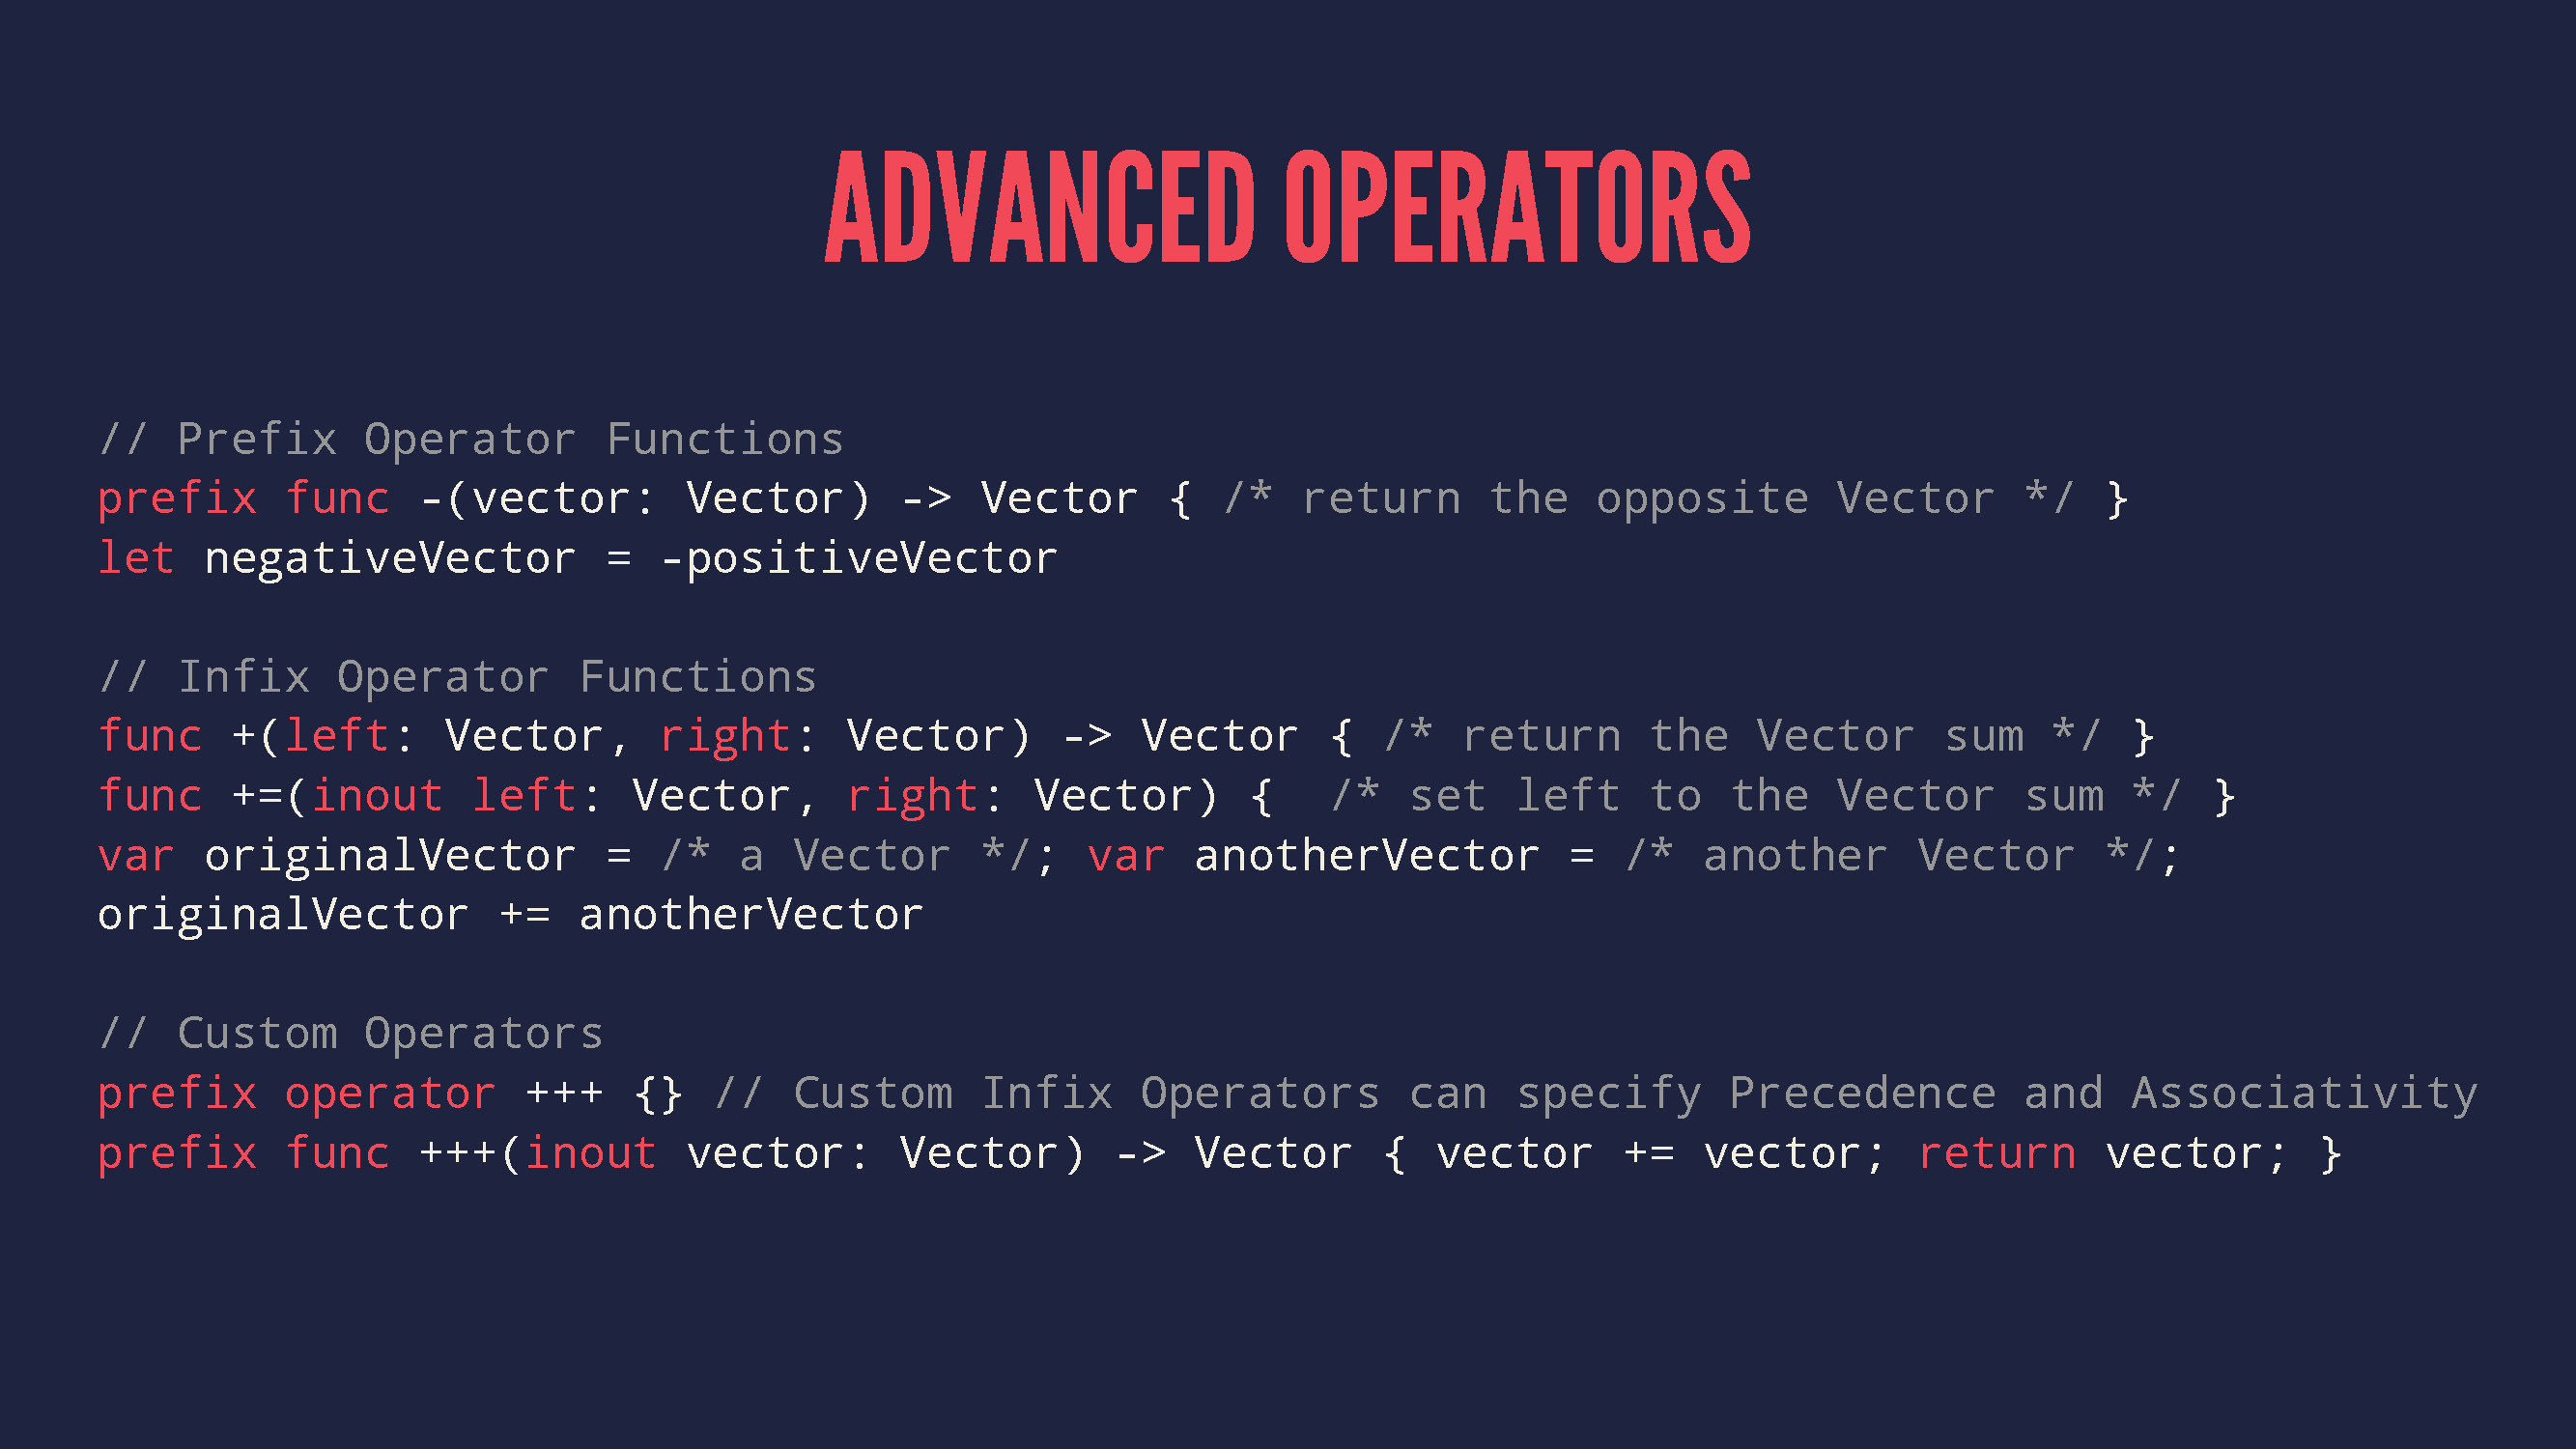 ADVANCED OPERATORS
// Prefix Operator Functions
prefix func -(vector: Vector) -> Vector { /* return the opposite Vector */ }
let negativeVector = -positiveVector
// Infix Operator Functions
func +(left: Vector, right: Vector) -> Vector { /* return the Vector sum */ }
func +=(inout left: Vector, right: Vector) { /* set left to the Vector sum */ }
var originalVector = /* a Vector */; var anotherVector = /* another Vector */;
originalVector += anotherVector
// Custom Operators
prefix operator +++ {} // Custom Infix Operators can specify Precedence and Associativity
prefix func +++(inout vector: Vector) -> Vector { vector += vector; return vector; }